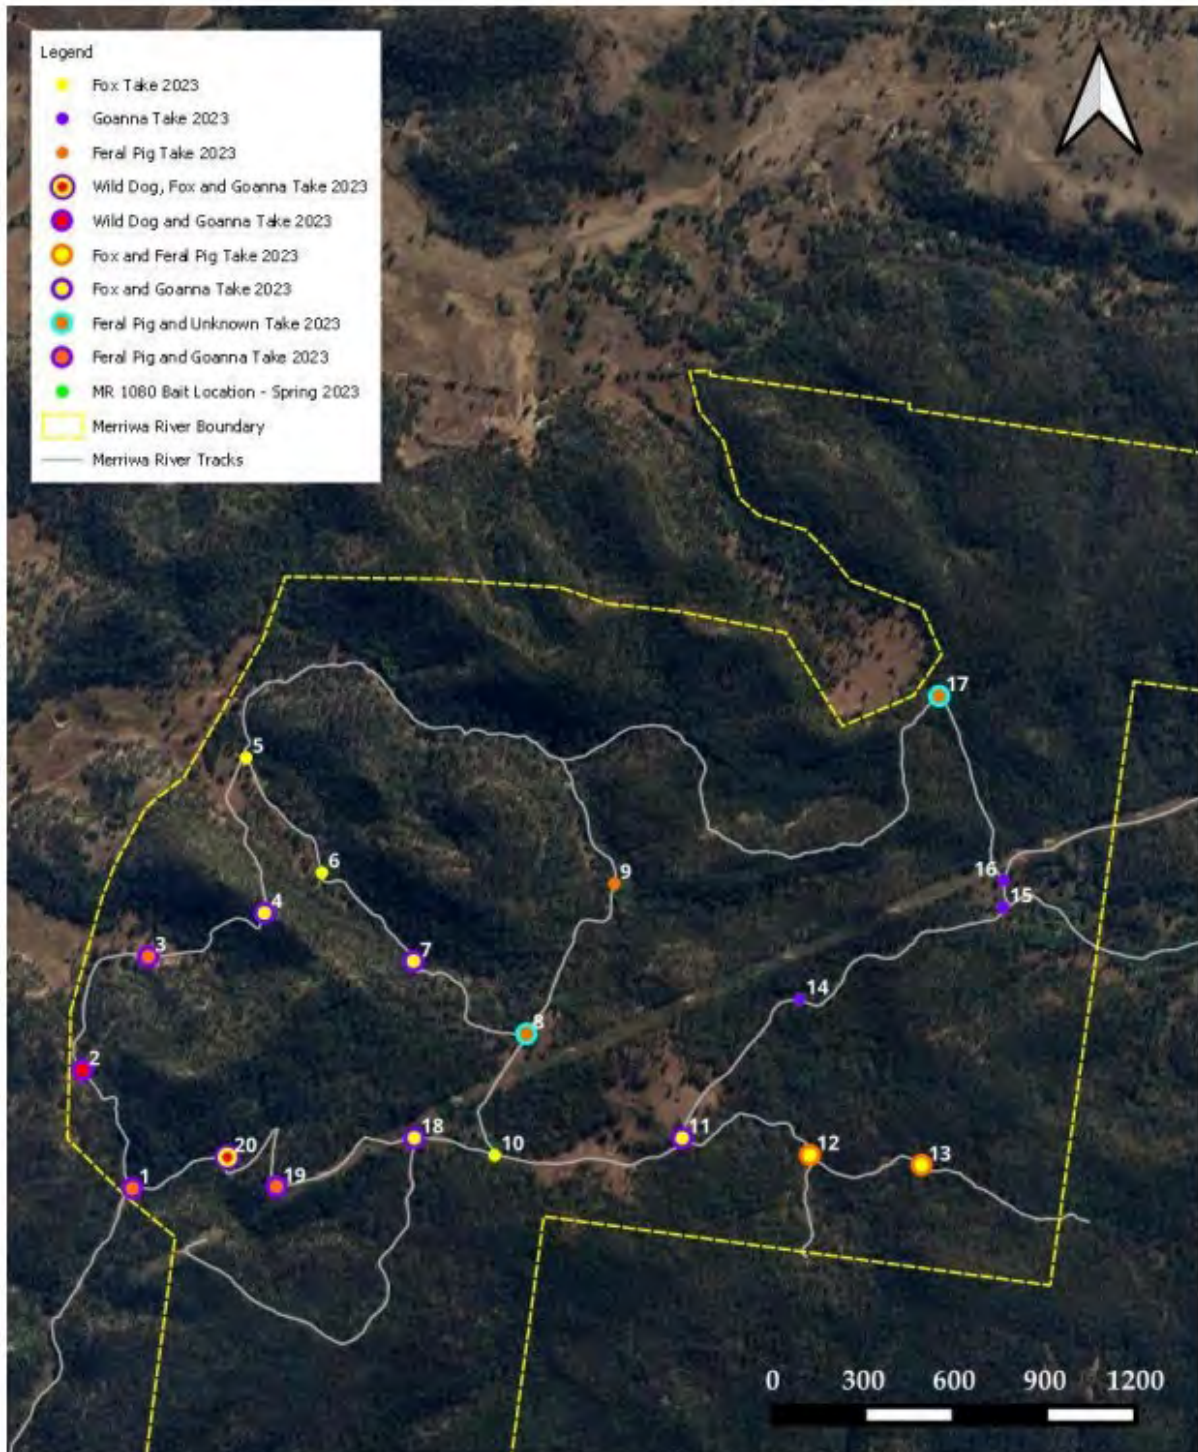 Legend
Fox Take 2023
Goanna Take 2023
Feral Pig Take 2023
Wild Dog, Fox and Goanna Take 2023
Wild Dog and Goanna Take 2023
Fox and Feral Pig Take 2023
Fox and Goanna Take 2023
Feral Pig and Unknown Take 2023
Feral Pig and Goanna Take 2023
MR 1080 Bait Location - Spring 2023
Merriwa River Boundary
Merriwa River Tracks
17
5
6
9
16
15
4
3
7
14
8
2
18
11
10
12
20
13
19
1
0 300 600 900 1200